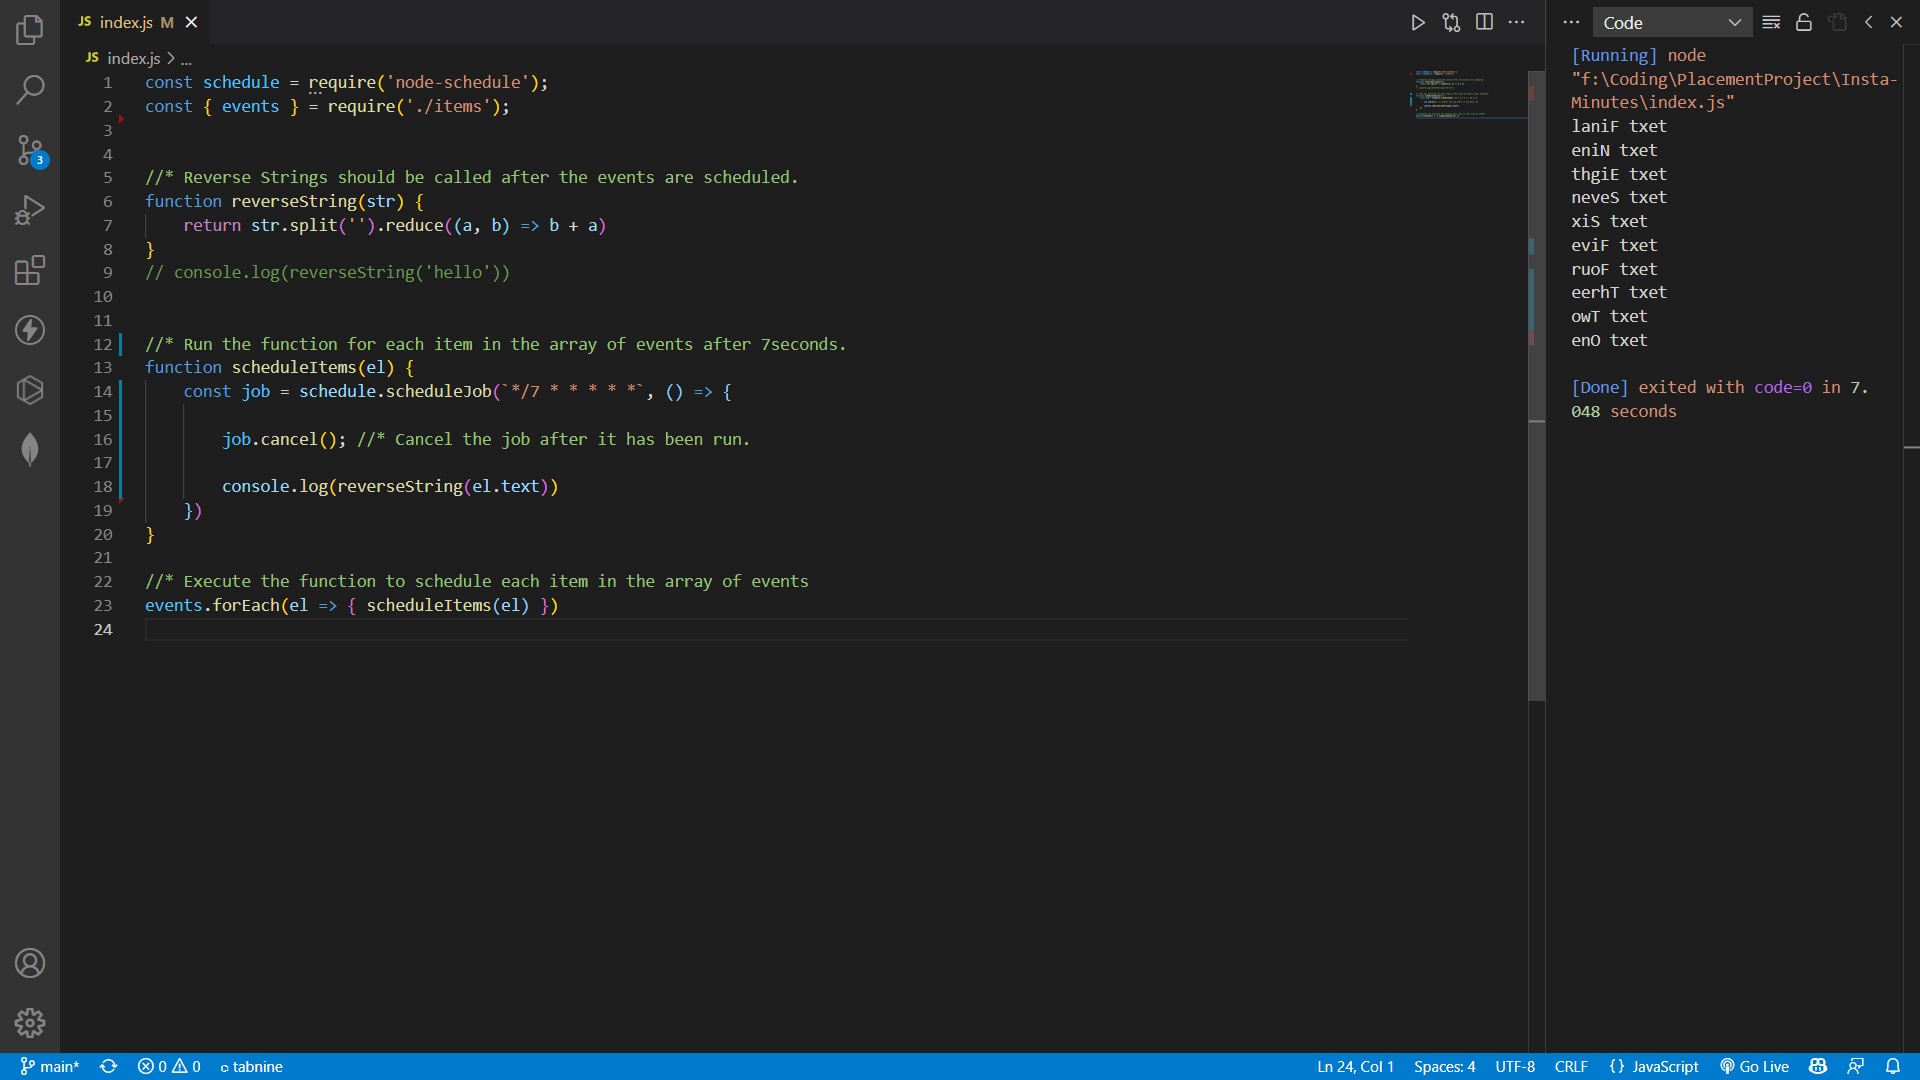 JS index.js M
JS index.js > ...
1 const schedule = require('node-schedule');
2 const { events } = require('./items');
3
4
5 //* Reverse Strings should be called after the events are scheduled.
6 function reverseString(str) {
7 return str.split('').reduce((a, b) => b + a)
8 }
9 // console.log(reverseString('hello'))
10
11
12 //* Run the function for each item in the array of events after 7seconds.
13 function scheduleItems(el) {
14 const job = schedule.scheduleJob(`*/7 * * * * *`, () => {
15
16 job.cancel(); //* Cancel the job after it has been run.
17
18 console.log(reverseString(el.text))
19 })
20 }
21
22 //* Execute the function to schedule each item in the array of events
23 events.forEach(el => { scheduleItems(el) })
24
3
Code
[Running] node
"f:\Coding\PlacementProject\Insta-
Minutes\index.js"
laniF txet
eniN txet
thgiE txet
neveS txet
xiS txet
eviF txet
ruoF txet
eerhT txet
owT txet
enO txet
[Done] exited with code=0 in 7.
048 seconds
main* 0 0 tabnine Ln 24, Col 1 Spaces: 4 UTF-8 CRLF {} JavaScript Go Live